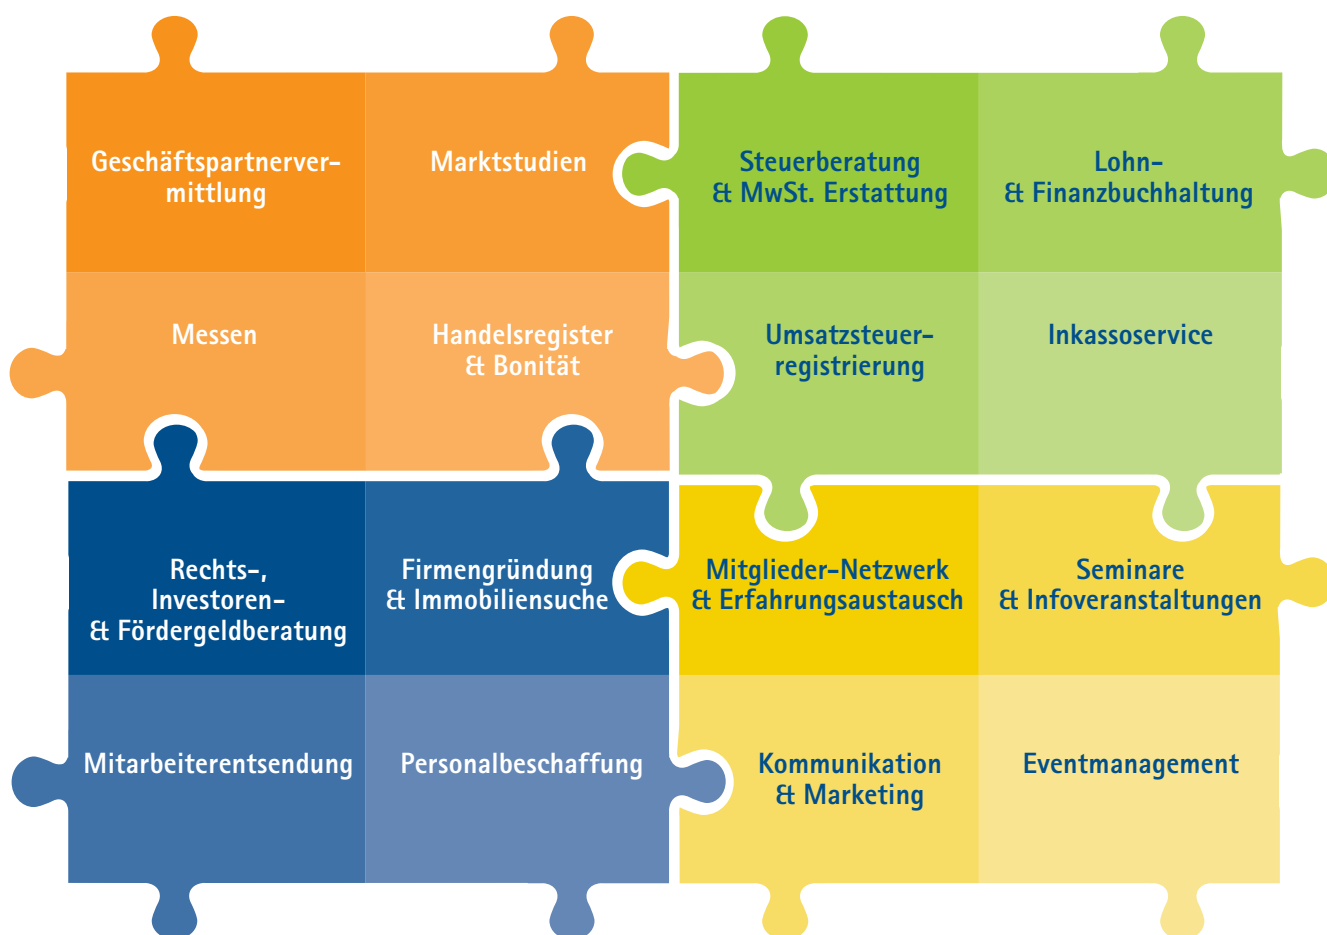 Geschäftspartnerver-
mittlung
Marktstudien
Steuerberatung
& MwSt. Erstattung
Lohn-
& Finanzbuchhaltung
Messen
Handelsregister
& Bonität
Umsatzsteuer-
registrierung
Inkassoservice
Rechts-,
Investoren-
& Fördergeldberatung
Firmengründung
& Immobiliensuche
Mitglieder-Netzwerk
& Erfahrungsaustausch
Seminare
& Infoveranstaltungen
Mitarbeiterentsendung
Personalbeschaffung
Kommunikation
& Marketing
Eventmanagement